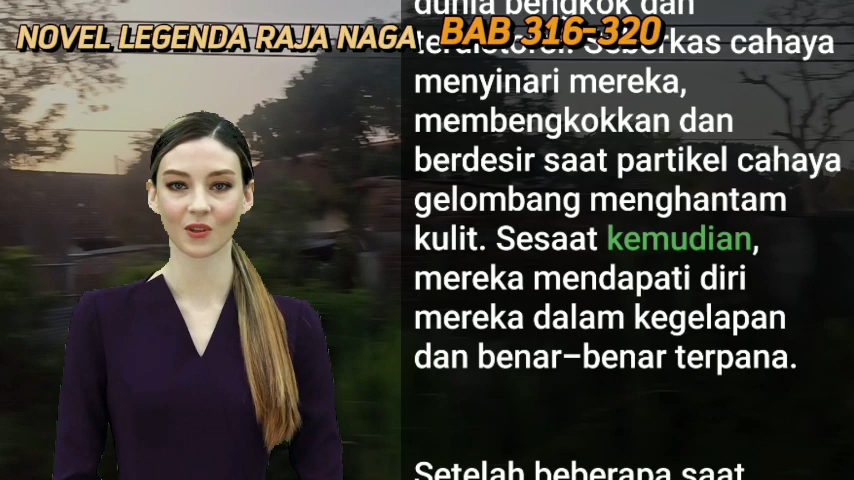 NOVEL LEGENDA RAJA NAGA BAB 316-320
dunia bengkok dan
cahaya
menyinari mereka,
membengkokkan dan
berdesir saat partikel cahaya
gelombang menghantam
kulit. Sesaat kemudian,
mereka mendapati diri
mereka dalam kegelapan
dan benar–benar terpana.
Setelah beberapa saat